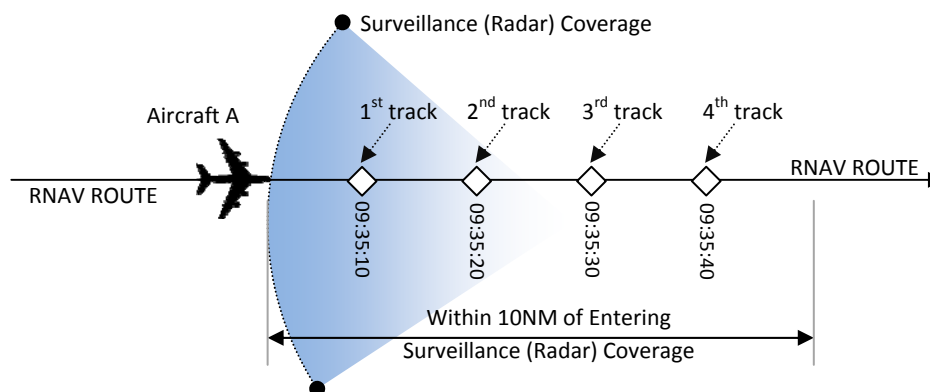 Surveillance (Radar) Coverage
Aircraft A
1st track
2nd track
3rd track
4th track
RNAV ROUTE
RNAV ROUTE
09:35:10
09:35:20
09:35:30
09:35:40
Within 10NM of Entering
Surveillance (Radar) Coverage